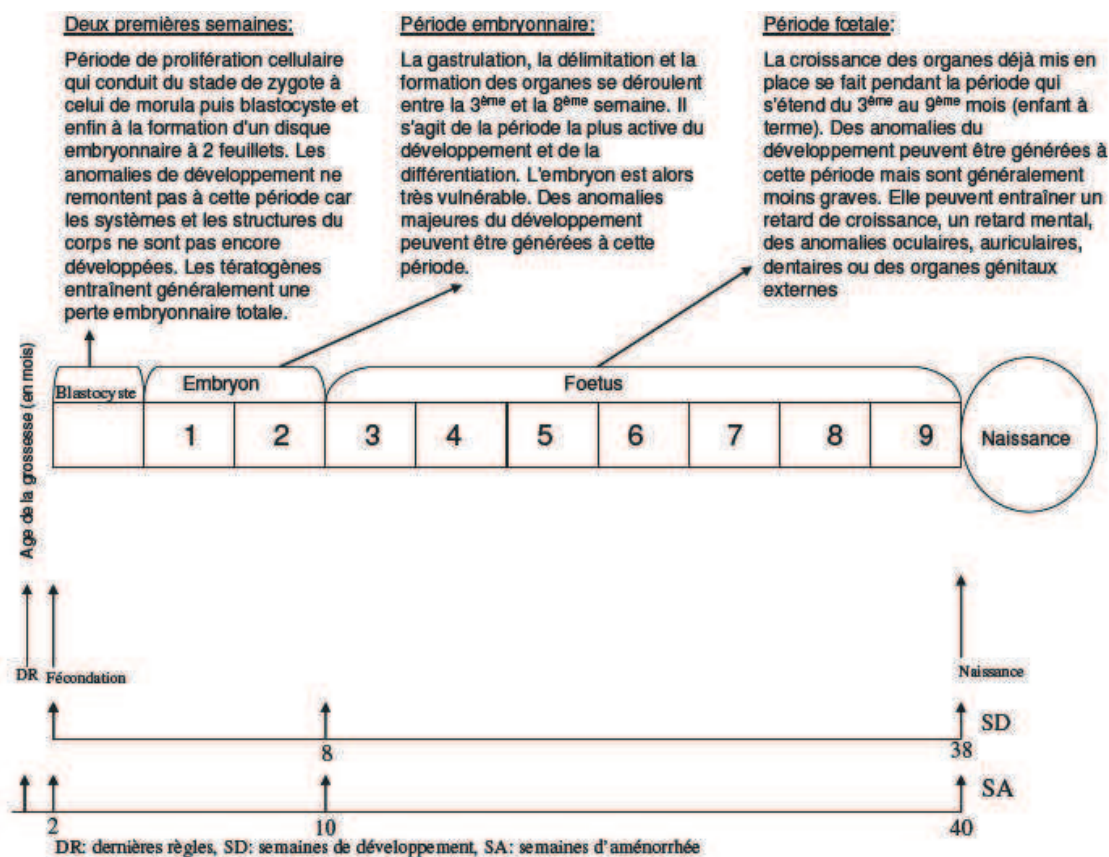 Deux premières semaines:
Période de prolifération cellulaire
qui conduit du stade de zygote à
celui de morula puis blastocyste et
enfin à la formation d'un disque
embryonnaire à 2 feuillets. Les
anomalies de développement ne
remontent pas à cette période car
les systèmes et les structures du
corps ne sont pas encore
développées. Les tératogènes
entraînent généralement une
perte embryonnaire totale.
Période embryonnaire:
La gastrulation, la délimitation et la
formation des organes se déroulent
entre la 3ème et la 8ème semaine. Il
s'agit de la période la plus active du
développement et de la
différentiation. L'embryon est alors
très vulnérable. Des anomalies
majeures du développement
peuvent être générées à cette
période.
Période fœtale:
La croissance des organes déjà mis en
place se fait pendant la période qui
s'étend du 3ème au 9ème mois (enfant à
terme). Des anomalies du
développement peuvent être générées à
cette période mais sont généralement
moins graves. Elle peuvent entraîner un
retard de croissance, un retard mental,
des anomalies oculaires, auriculaires,
dentaires ou des organes génitaux
externes
Age de la grossesse (en mois)
Blastocyste
Embryon
Foetus
1 2 3 4 5 6 7 8 9
Naissance
DR Fécondation
Naissance
SD
8 38
SA
2 10 40
DR: dernières règles, SD: semaines de développement, SA: semaines d'aménorrhée